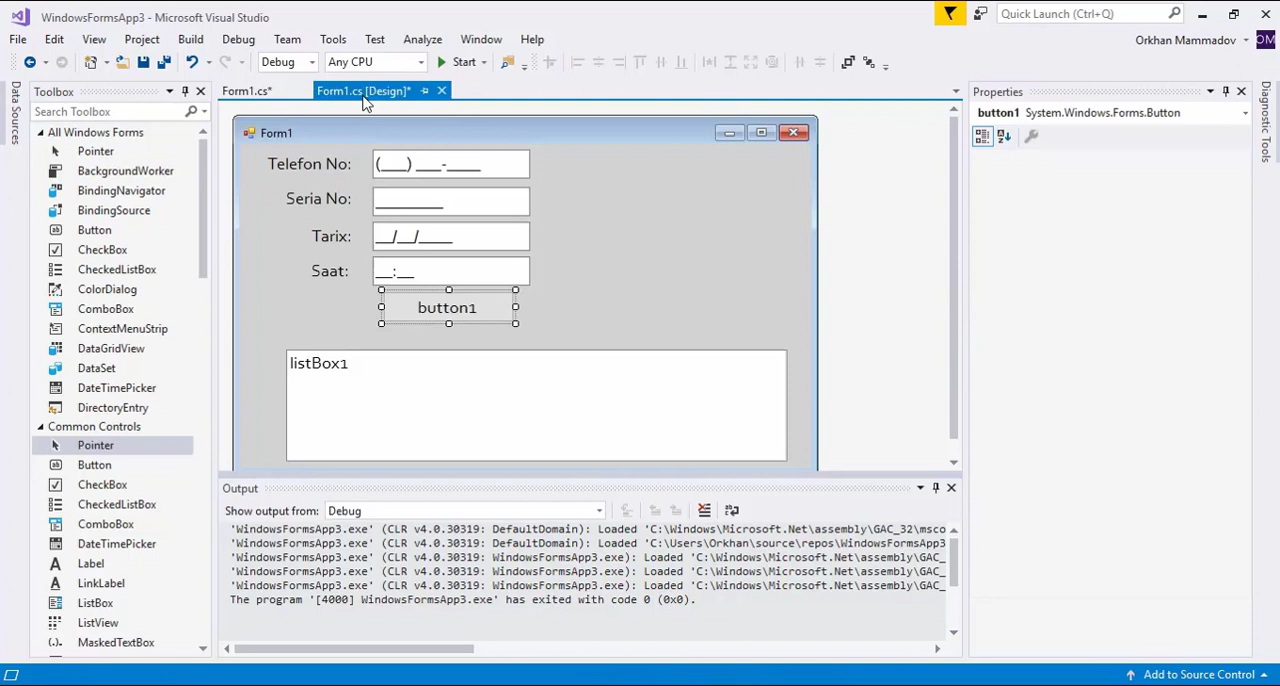 WindowsFormsApp3 - Microsoft Visual Studio
Quick Launch (Ctrl+Q)
File Edit View Project Build Debug Team Tools Test Analyze Window Help
Orkhan Mammadov OM
Debug Any CPU Start
Data Sources
Toolbox
Search Toolbox
All Windows Forms
Pointer
BackgroundWorker
BindingNavigator
BindingSource
Button
CheckBox
CheckedListBox
ColorDialog
ComboBox
ContextMenuStrip
DataGridView
DataSet
DateTimePicker
DirectoryEntry
Common Controls
Pointer
Button
CheckBox
CheckedListBox
ComboBox
DateTimePicker
Label
LinkLabel
ListBox
ListView
MaskedTextBox
Form1.cs* Form1.cs [Design]*
Form1
Telefon No: (___) ___-____
Seria No: _________
Tarix: __/__/____
Saat: __:__
button1
listBox1
Output
Show output from: Debug
'WindowsFormsApp3.exe' (CLR v4.0.30319: DefaultDomain): Loaded 'C:\Windows\Microsoft.Net\assembly\GAC_32\msco
'WindowsFormsApp3.exe' (CLR v4.0.30319: DefaultDomain): Loaded 'C:\Users\Orkhan\source\repos\WindowsFormsApp3
'WindowsFormsApp3.exe' (CLR v4.0.30319: WindowsFormsApp3.exe): Loaded 'C:\Windows\Microsoft.Net\assembly\GAC_
'WindowsFormsApp3.exe' (CLR v4.0.30319: WindowsFormsApp3.exe): Loaded 'C:\Windows\Microsoft.Net\assembly\GAC_
'WindowsFormsApp3.exe' (CLR v4.0.30319: WindowsFormsApp3.exe): Loaded 'C:\Windows\Microsoft.Net\assembly\GAC_
The program '[4000] WindowsFormsApp3.exe' has exited with code 0 (0x0).
Properties
button1 System.Windows.Forms.Button
Diagnostic Tools
Add to Source Control